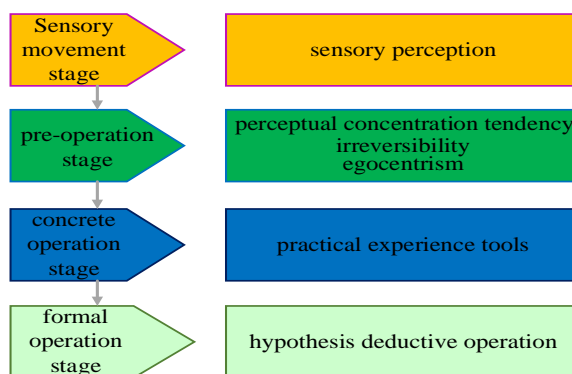 Sensory
movement
stage
sensory perception
pre-operation
stage
perceptual concentration tendency
irreversibility
egocentrism
concrete
operation
stage
practical experience tools
formal
operation
stage
hypothesis deductive operation